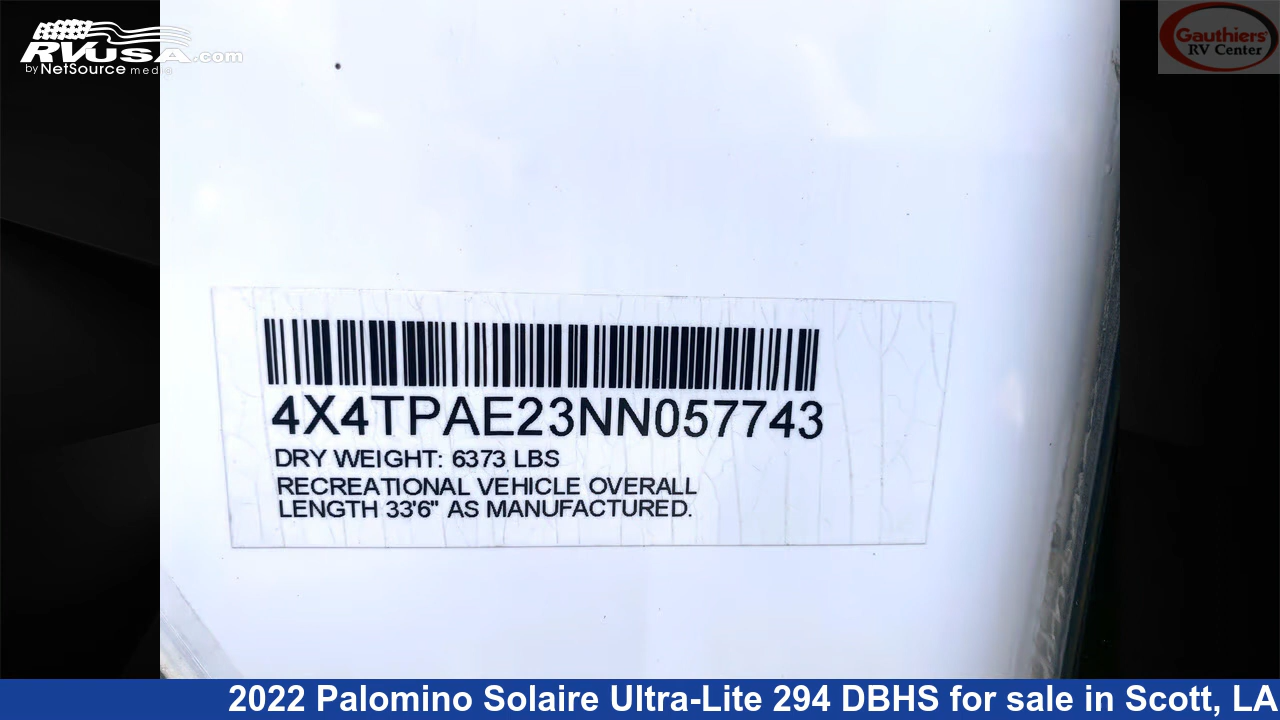 RVUSA.com
by NetSource media
Gauthiers'
RV Center
4X4TPAE23NN057743
DRY WEIGHT: 6373 LBS
RECREATIONAL VEHICLE OVERALL
LENGTH 33'6" AS MANUFACTURED.
2022 Palomino Solaire Ultra-Lite 294 DBHS for sale in Scott, LA